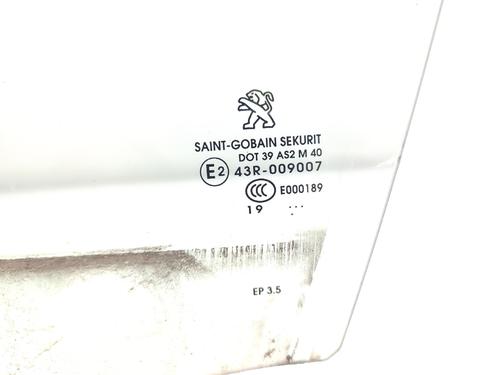 SAINT-GOBAIN SEKURIT
DOT 39 AS2 M 40
E2 43R-009007
CCC E000189
19 ...
EP 3.5